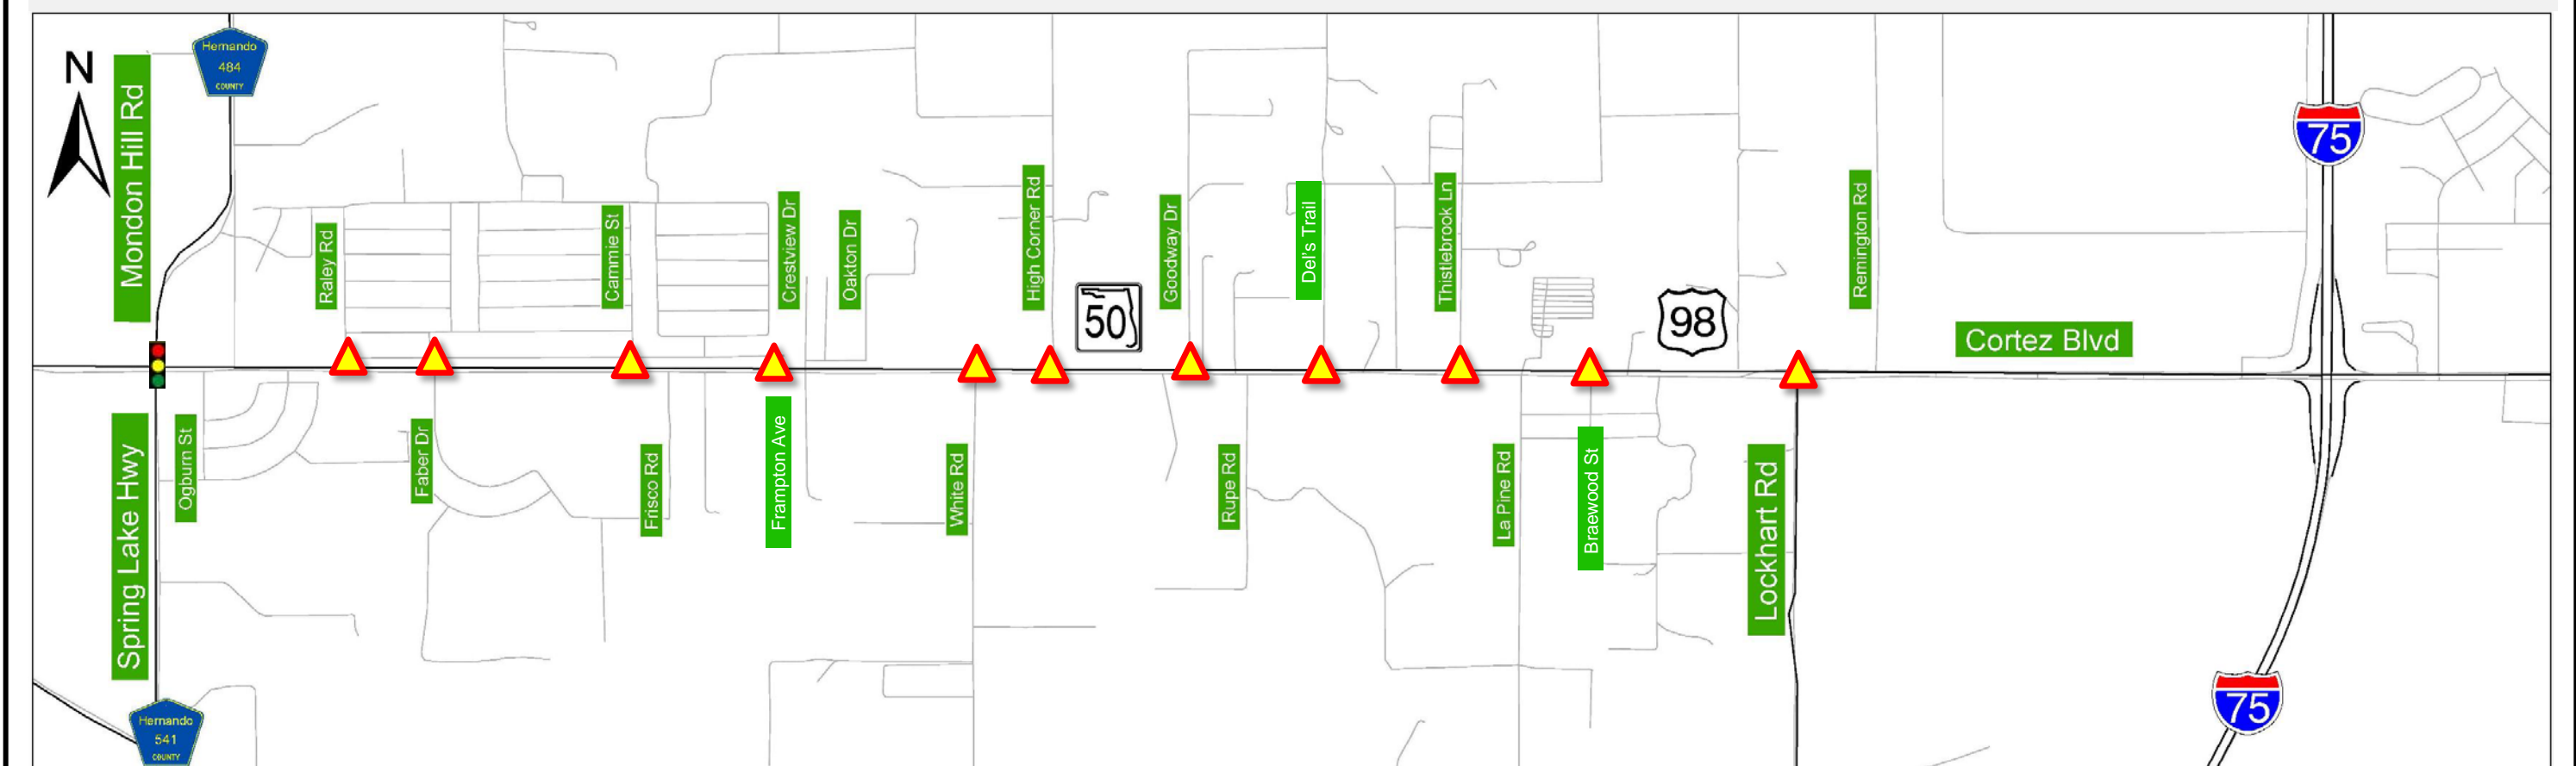 N
Mondon Hill Rd
Hernando
484
COUNTY
Raley Rd
Cammie St
Crestview Dr
Oakton Dr
High Corner Rd
50
Goodway Dr
Del's Trail
Thistlebrook Ln
98
Remington Rd
Cortez Blvd
75
Spring Lake Hwy
Ogburn St
Faber Dr
Frisco Rd
Frampton Ave
White Rd
Rupe Rd
La Pine Rd
Braewood St
Lockhart Rd
Hernando
541
COUNTY
75